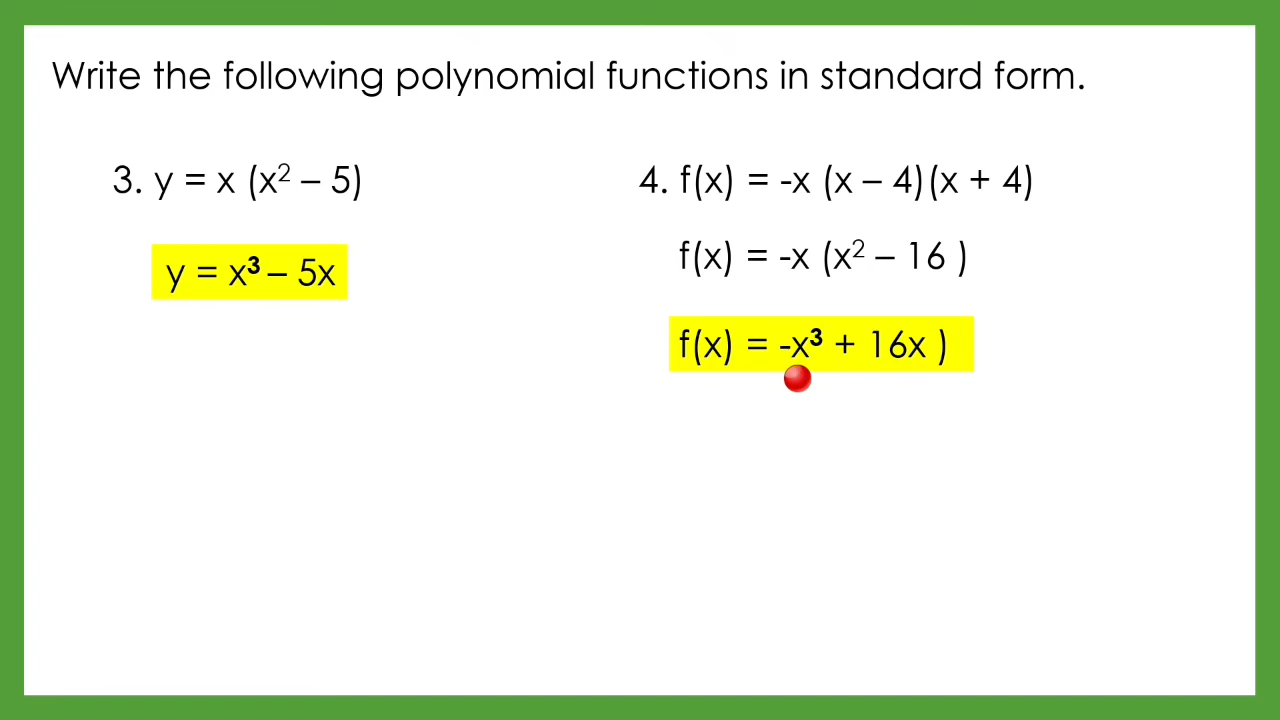 Write the following polynomial functions in standard form.
3. y = x (x² – 5)
y = x³ – 5x
4. f(x) = -x (x – 4)(x + 4)
f(x) = -x (x² – 16 )
f(x) = -x³ + 16x )